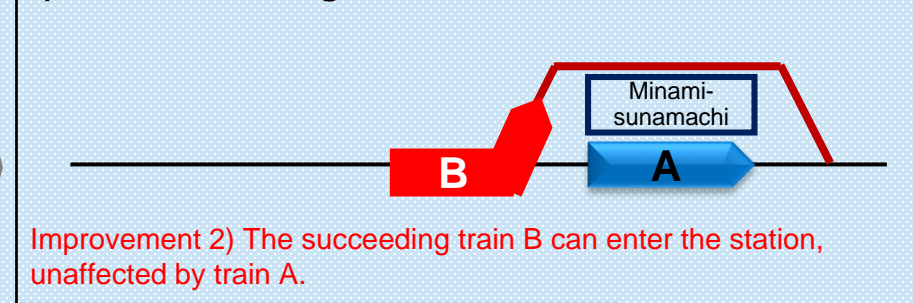 Minami-
sunamachi
B
A
Improvement 2) The succeeding train B can enter the station,
unaffected by train A.